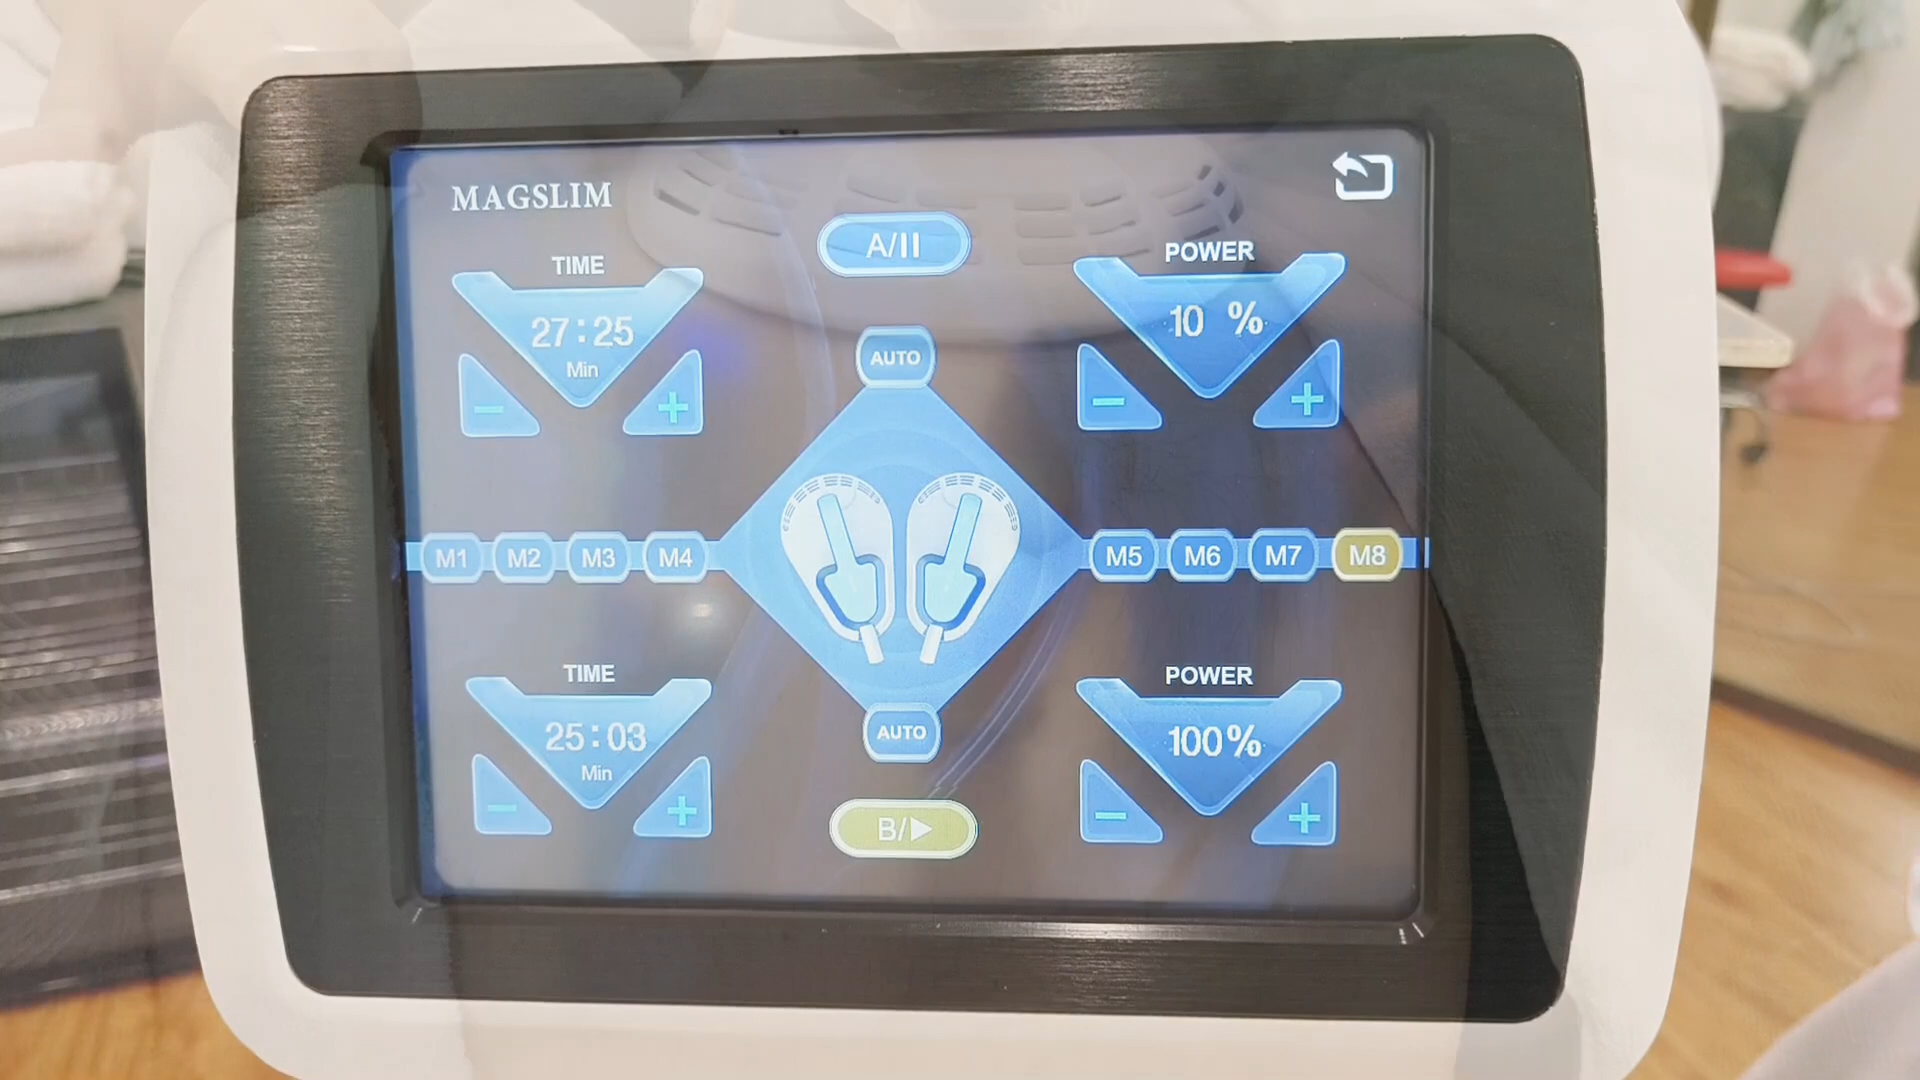 MAGSLIM
A/II
TIME
POWER
27:25
Min
10 %
- +
- +
AUTO
M1 M2 M3 M4
M5 M6 M7 M8
TIME
POWER
25:03
Min
100%
- +
- +
AUTO
B/▶